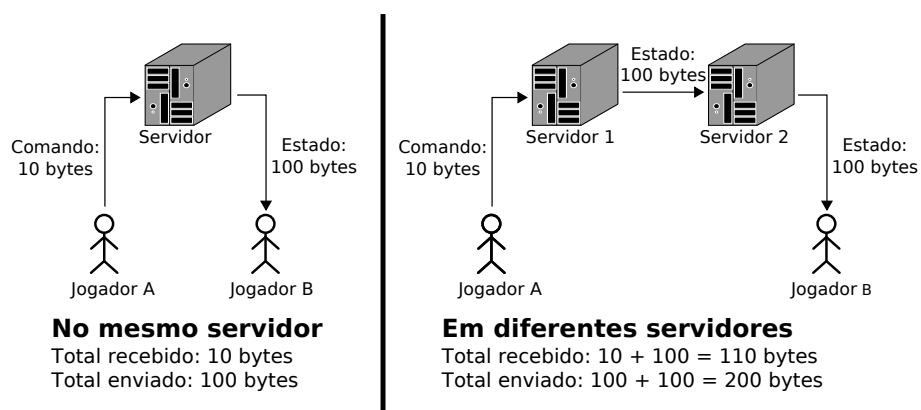 Servidor
Comando:
10 bytes
Estado:
100 bytes
Jogador A
Jogador B
No mesmo servidor
Total recebido: 10 bytes
Total enviado: 100 bytes
Estado:
100 bytes
Servidor 1
Servidor 2
Comando:
10 bytes
Estado:
100 bytes
Jogador A
Jogador B
Em diferentes servidores
Total recebido: 10 + 100 = 110 bytes
Total enviado: 100 + 100 = 200 bytes